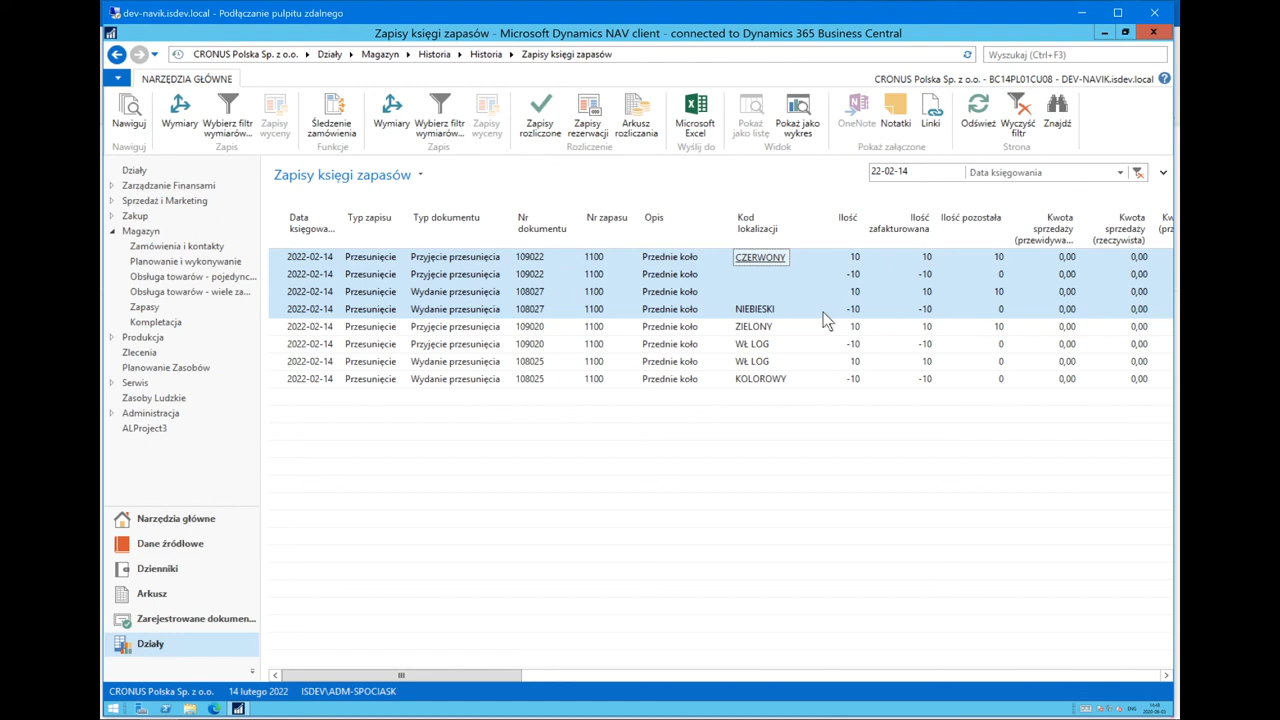 dev-navik.isdev.local - Podłączanie pulpitu zdalnego
Zapisy księgi zapasów - Microsoft Dynamics NAV client - connected to Dynamics 365 Business Central
CRONUS Polska Sp. z o.o. Działy Magazyn Historia Historia Zapisy księgi zapasów Wyszukaj (Ctrl+F3)
NARZĘDZIA GŁÓWNE CRONUS Polska Sp. z o.o. - BC14PL01CU08 - DEV-NAVIK.isdev.local
Nawiguj Wymiary Wybierz filtr wymiarów... Zapisy wyceny Śledzenie zamówienia Wymiary Wybierz filtr wymiarów... Zapisy wyceny Zapisy rozliczone Zapisy rezerwacji Arkusz rozliczania Microsoft Excel Pokaż jako listę Pokaż jako wykres OneNote Notatki Linki Odśwież Wyczyść filtr Znajdź
Nawiguj Zapis Funkcje Zapis Rozliczenie Wyślij do Widok Pokaż załączone Strona
Działy
Zarządzanie Finansami
Sprzedaż i Marketing
Zakup
Magazyn
Zamówienia i kontakty
Planowanie i wykonywanie
Obsługa towarów - pojedync...
Obsługa towarów - wiele za...
Zapasy
Kompletacja
Produkcja
Zlecenia
Planowanie Zasobów
Serwis
Zasoby Ludzkie
Administracja
ALProject3
Narzędzia główne
Dane źródłowe
Dzienniki
Arkusz
Zarejestrowane dokumen...
Działy
Zapisy księgi zapasów 22-02-14 Data księgowania
Data księgowa... Typ zapisu Typ dokumentu Nr dokumentu Nr zapasu Opis Kod lokalizacji Ilość Ilość zafakturowana Ilość pozostała Kwota sprzedaży (przewidywa... Kwota sprzedaży (rzeczywista)
2022-02-14 Przesunięcie Przyjęcie przesunięcia 109022 1100 Przednie koło CZERWONY 10 10 10 0,00 0,00
2022-02-14 Przesunięcie Przyjęcie przesunięcia 109022 1100 Przednie koło -10 -10 0 0,00 0,00
2022-02-14 Przesunięcie Wydanie przesunięcia 108027 1100 Przednie koło 10 10 10 0,00 0,00
2022-02-14 Przesunięcie Wydanie przesunięcia 108027 1100 Przednie koło NIEBIESKI -10 -10 0 0,00 0,00
2022-02-14 Przesunięcie Przyjęcie przesunięcia 109020 1100 Przednie koło ZIELONY 10 10 10 0,00 0,00
2022-02-14 Przesunięcie Przyjęcie przesunięcia 109020 1100 Przednie koło WŁ LOG -10 -10 0 0,00 0,00
2022-02-14 Przesunięcie Wydanie przesunięcia 108025 1100 Przednie koło WŁ LOG 10 10 0 0,00 0,00
2022-02-14 Przesunięcie Wydanie przesunięcia 108025 1100 Przednie koło KOLOROWY -10 -10 0 0,00 0,00
CRONUS Polska Sp. z o.o. 14 lutego 2022 ISDEV\ADM-SPOCIASK
ENG